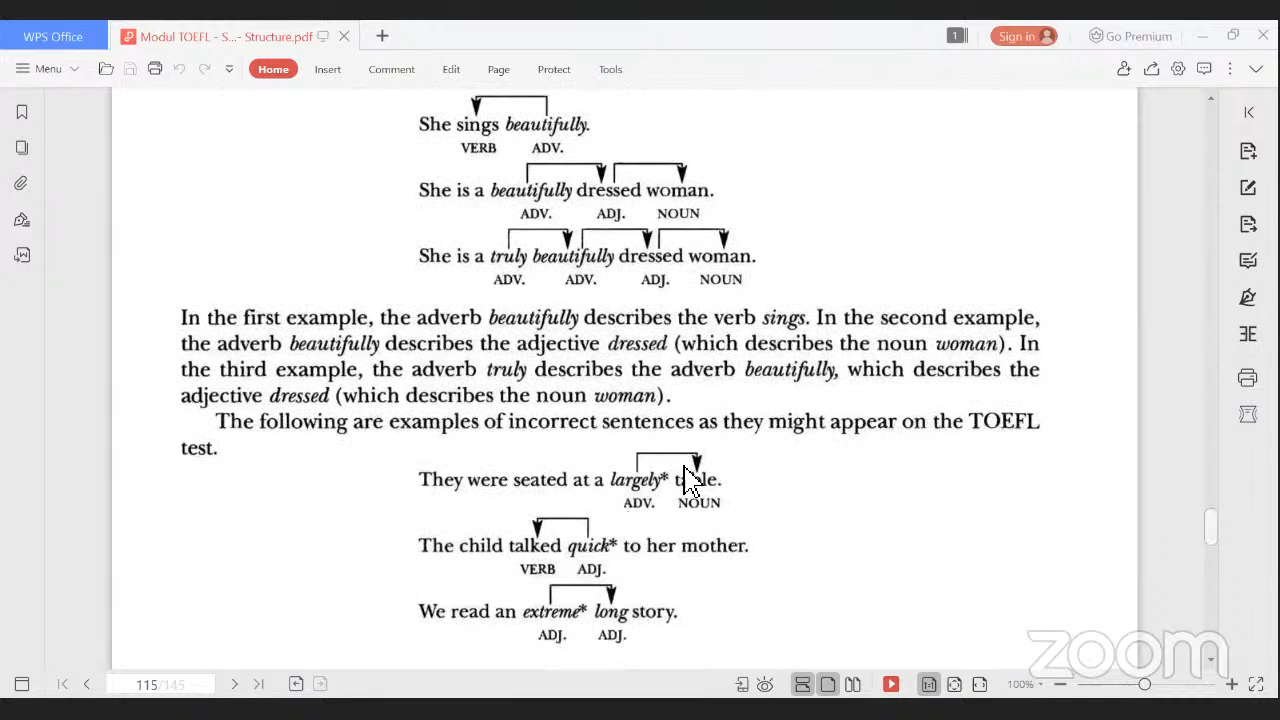 WPS Office
Modul TOEFL - S...- Structure.pdf
1
Sign in
Go Premium
Menu
Home
Insert
Comment
Edit
Page
Protect
Tools
She sings beautifully.
VERB ADV.
She is a beautifully dressed woman.
ADV. ADJ. NOUN
She is a truly beautifully dressed woman.
ADV. ADV. ADJ. NOUN
In the first example, the adverb beautifully describes the verb sings. In the second example,
the adverb beautifully describes the adjective dressed (which describes the noun woman). In
the third example, the adverb truly describes the adverb beautifully, which describes the
adjective dressed (which describes the noun woman).
The following are examples of incorrect sentences as they might appear on the TOEFL
test.
They were seated at a largely* table.
ADV. NOUN
The child talked quick* to her mother.
VERB ADJ.
We read an extreme* long story.
ADJ. ADJ.
zoom
115/145
100%